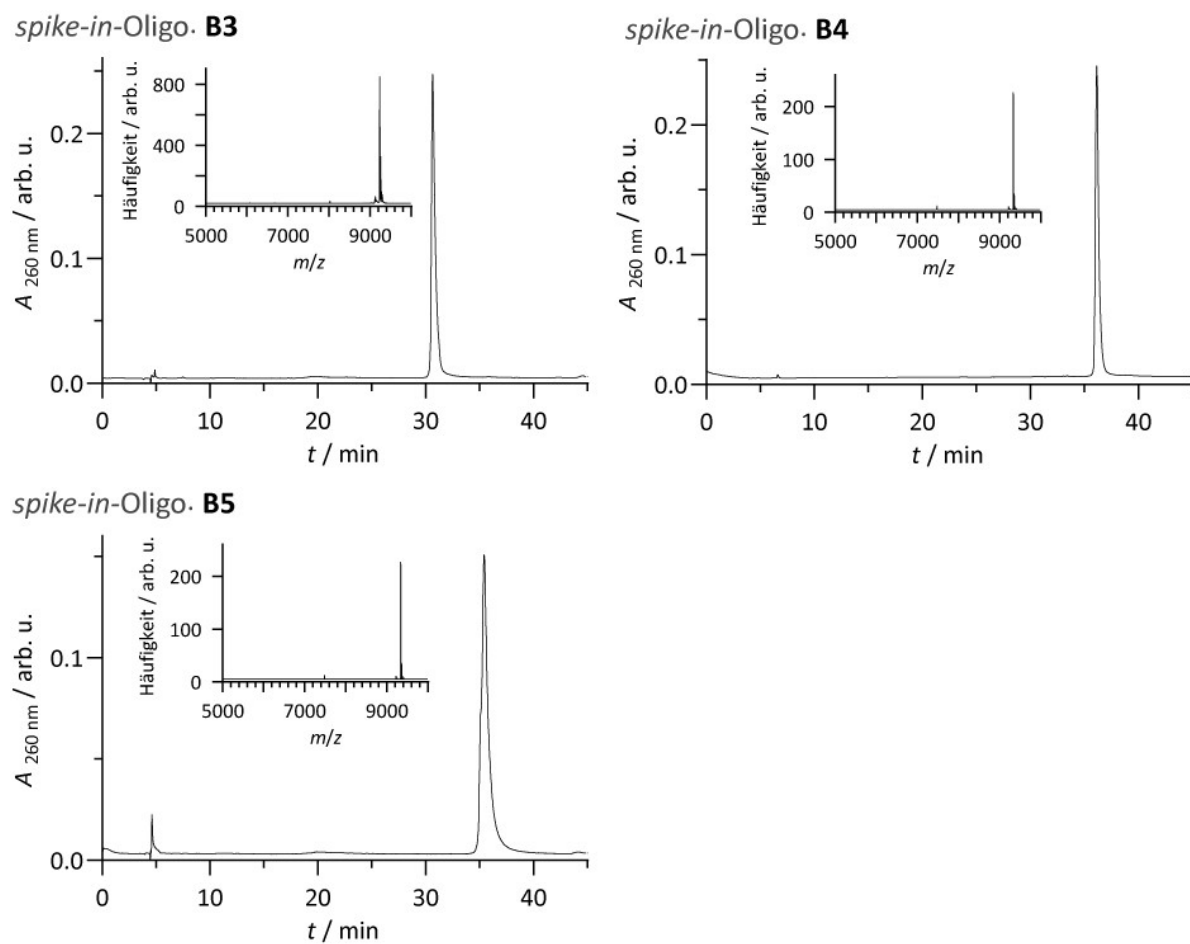 spike-in-Oligo. B3
A 260 nm / arb. u.
0.2
0.1
0.0
0 10 20 30 40
t / min
Häufigkeit / arb. u.
800
400
0
5000 7000 9000
m/z
spike-in-Oligo. B4
A 260 nm / arb. u.
0.2
0.1
0.0
0 10 20 30 40
t / min
Häufigkeit / arb. u.
200
100
0
5000 7000 9000
m/z
spike-in-Oligo. B5
A 260 nm / arb. u.
0.1
0.0
0 10 20 30 40
t / min
Häufigkeit / arb. u.
200
100
0
5000 7000 9000
m/z